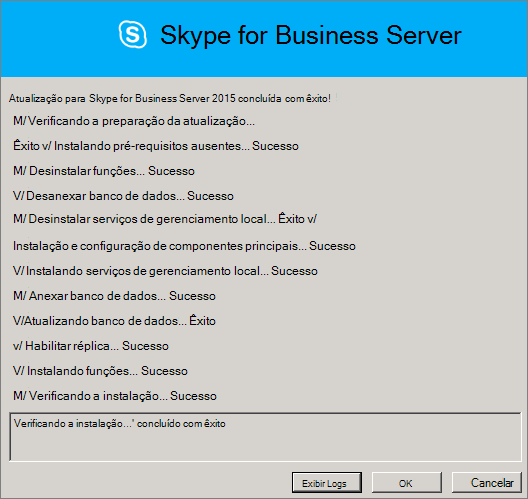 Skype for Business Server
Atualização para Skype for Business Server 2015 concluída com êxito!
M/ Verificando a preparação da atualização...
Êxito v/ Instalando pré-requisitos ausentes... Sucesso
M/ Desinstalar funções... Sucesso
V/ Desanexar banco de dados... Sucesso
M/ Desinstalar serviços de gerenciamento local... Êxito v/
Instalação e configuração de componentes principais... Sucesso
V/ Instalando serviços de gerenciamento local... Sucesso
M/ Anexar banco de dados... Sucesso
V/Atualizando banco de dados... Êxito
v/ Habilitar réplica... Sucesso
V/ Instalando funções... Sucesso
M/ Verificando a instalação... Sucesso
Verificando a instalação...' concluído com êxito
Exibir Logs
OK
Cancelar